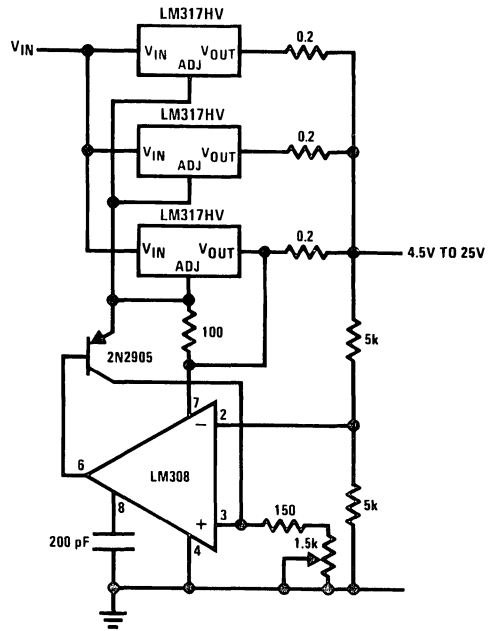 LM317HV
VIN
VIN
VOUT
ADJ
0.2
LM317HV
VIN
VOUT
ADJ
0.2
LM317HV
VIN
VOUT
ADJ
0.2
4.5V TO 25V
100
5k
2N2905
7
2
6
LM308
8
3
150
5k
200 pF
4
1.5k